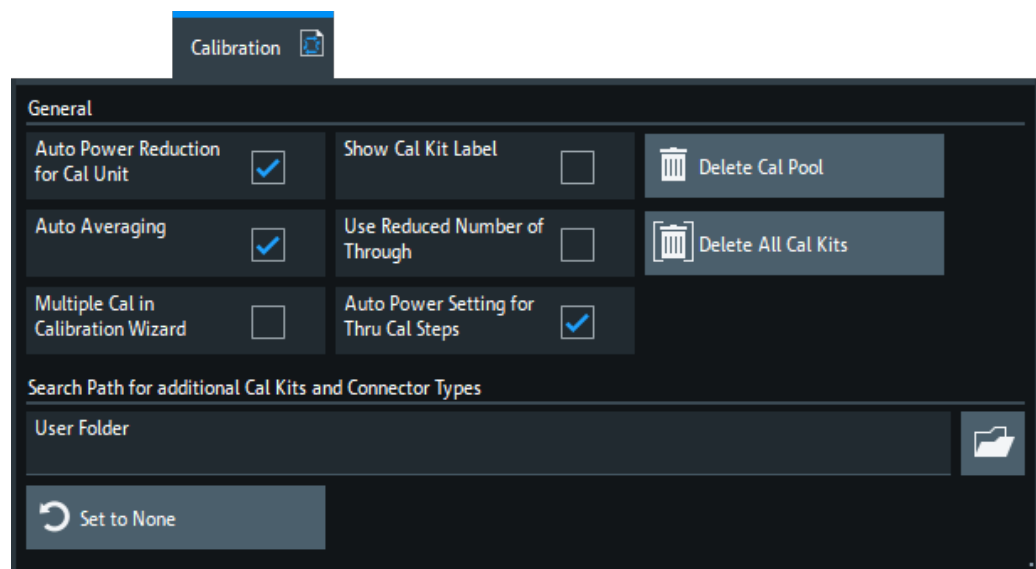 Calibration
General
Auto Power Reduction
for Cal Unit
Show Cal Kit Label
Delete Cal Pool
Auto Averaging
Use Reduced Number of
Through
Delete All Cal Kits
Multiple Cal in
Calibration Wizard
Auto Power Setting for
Thru Cal Steps
Search Path for additional Cal Kits and Connector Types
User Folder
Set to None